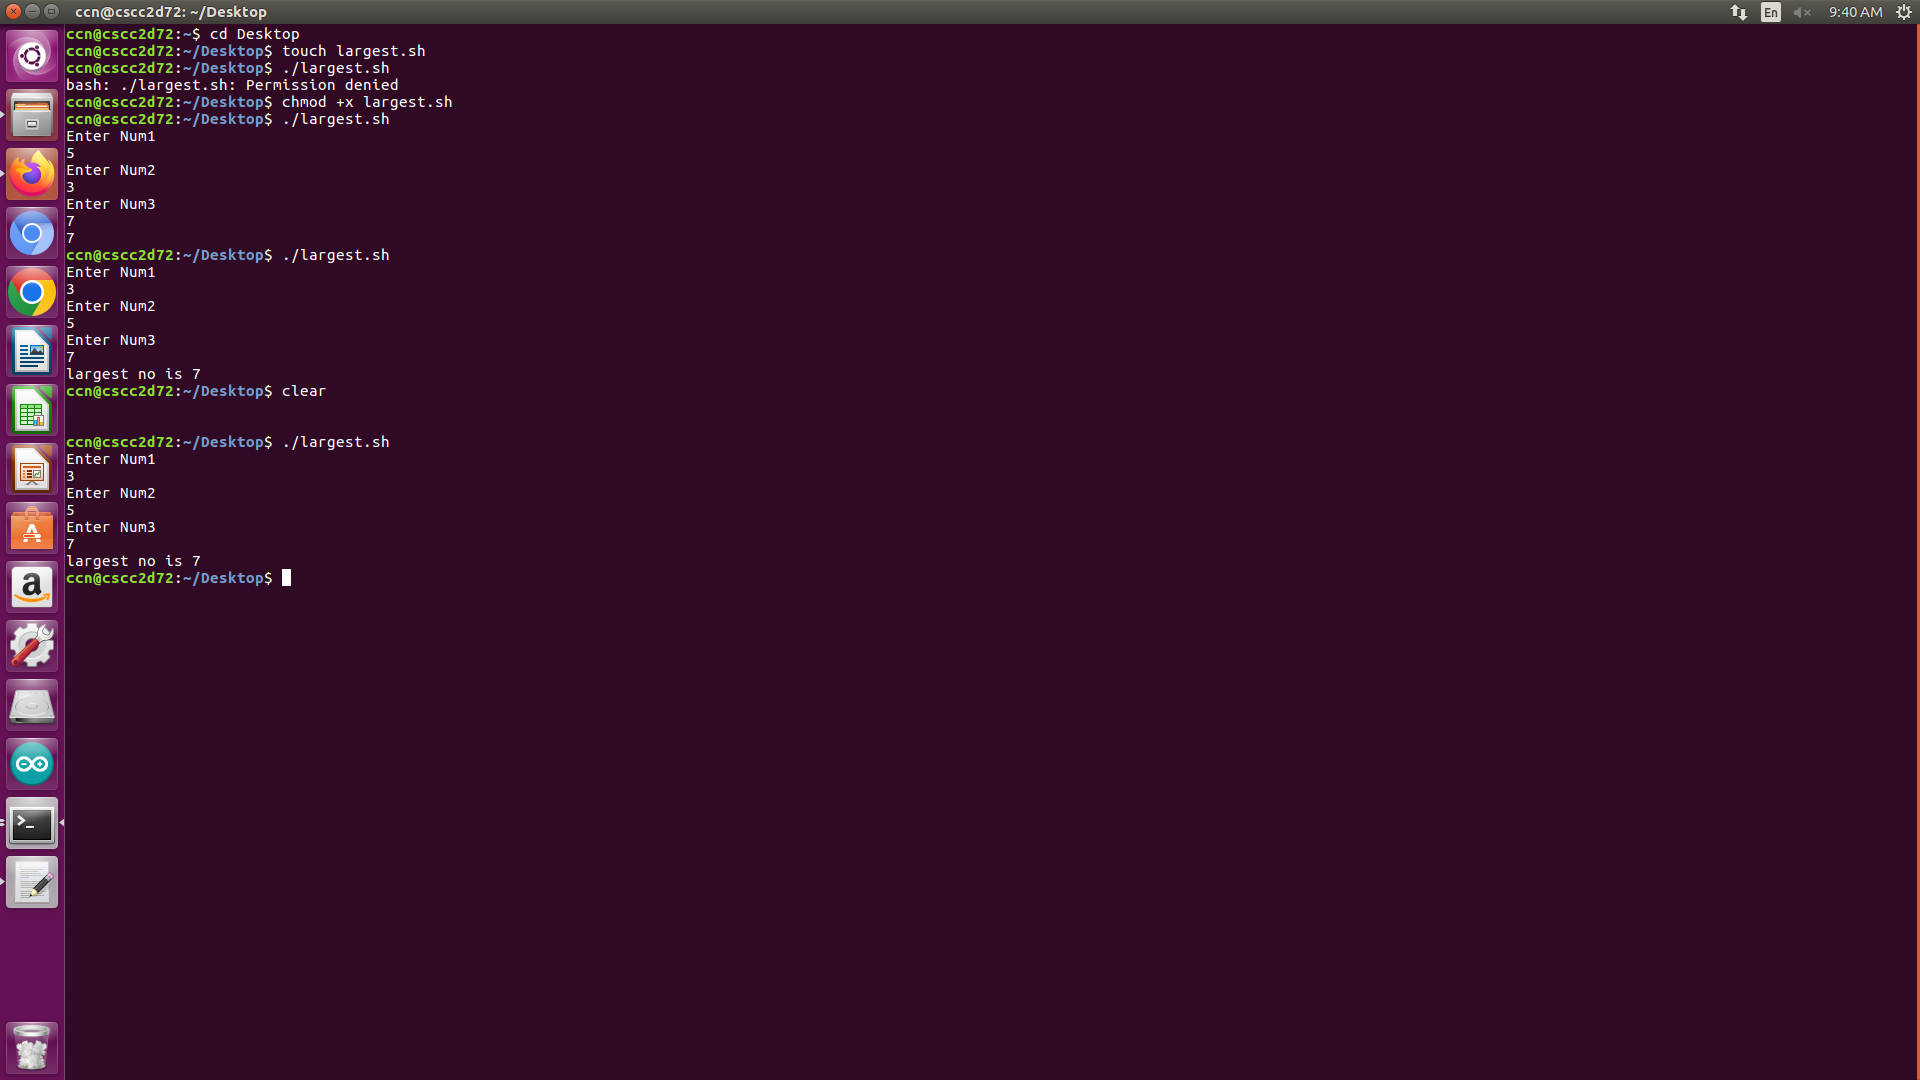 ccn@cscc2d72: ~/Desktop
En
9:40 AM
ccn@cscc2d72:~$ cd Desktop
ccn@cscc2d72:~/Desktop$ touch largest.sh
ccn@cscc2d72:~/Desktop$ ./largest.sh
bash: ./largest.sh: Permission denied
ccn@cscc2d72:~/Desktop$ chmod +x largest.sh
ccn@cscc2d72:~/Desktop$ ./largest.sh
Enter Num1
5
Enter Num2
3
Enter Num3
7
7
ccn@cscc2d72:~/Desktop$ ./largest.sh
Enter Num1
3
Enter Num2
5
Enter Num3
7
largest no is 7
ccn@cscc2d72:~/Desktop$ clear
ccn@cscc2d72:~/Desktop$ ./largest.sh
Enter Num1
3
Enter Num2
5
Enter Num3
7
largest no is 7
ccn@cscc2d72:~/Desktop$